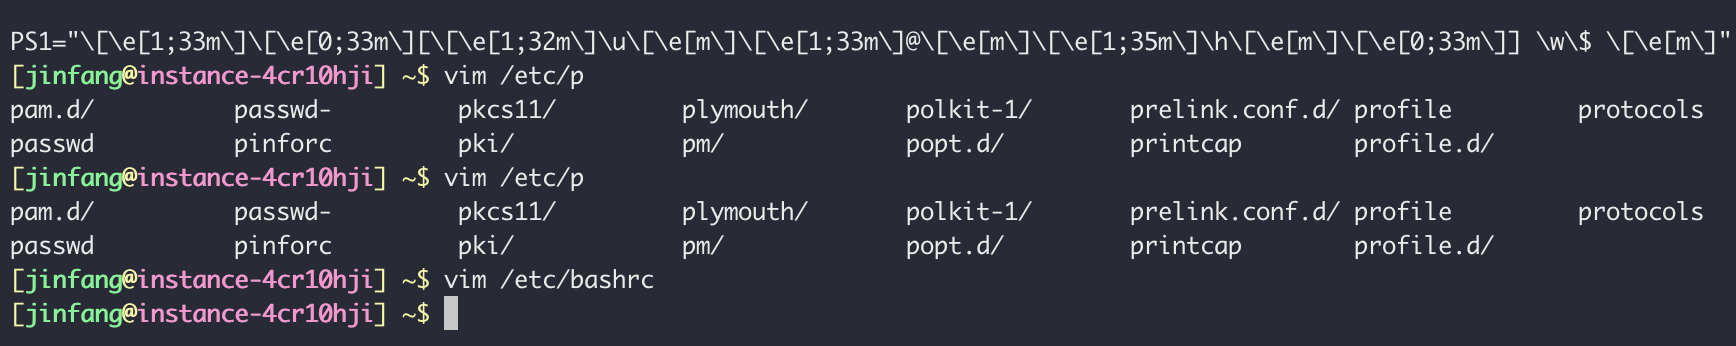 PS1="\[\e[1;33m\]\[\e[0;33m\][\[\e[1;32m\]\u\[\e[m\]\[\e[1;33m\]@\[\e[m\]\[\e[1;35m\]\h\[\e[m\]\[\e[0;33m\]] \w\$ \[\e[m\]"
[jinfang@instance-4cr10hji] ~$ vim /etc/p
pam.d/ passwd- pkcs11/ plymouth/ polkit-1/ prelink.conf.d/ profile protocols
passwd pinforc pki/ pm/ popt.d/ printcap profile.d/
[jinfang@instance-4cr10hji] ~$ vim /etc/p
pam.d/ passwd- pkcs11/ plymouth/ polkit-1/ prelink.conf.d/ profile protocols
passwd pinforc pki/ pm/ popt.d/ printcap profile.d/
[jinfang@instance-4cr10hji] ~$ vim /etc/bashrc
[jinfang@instance-4cr10hji] ~$